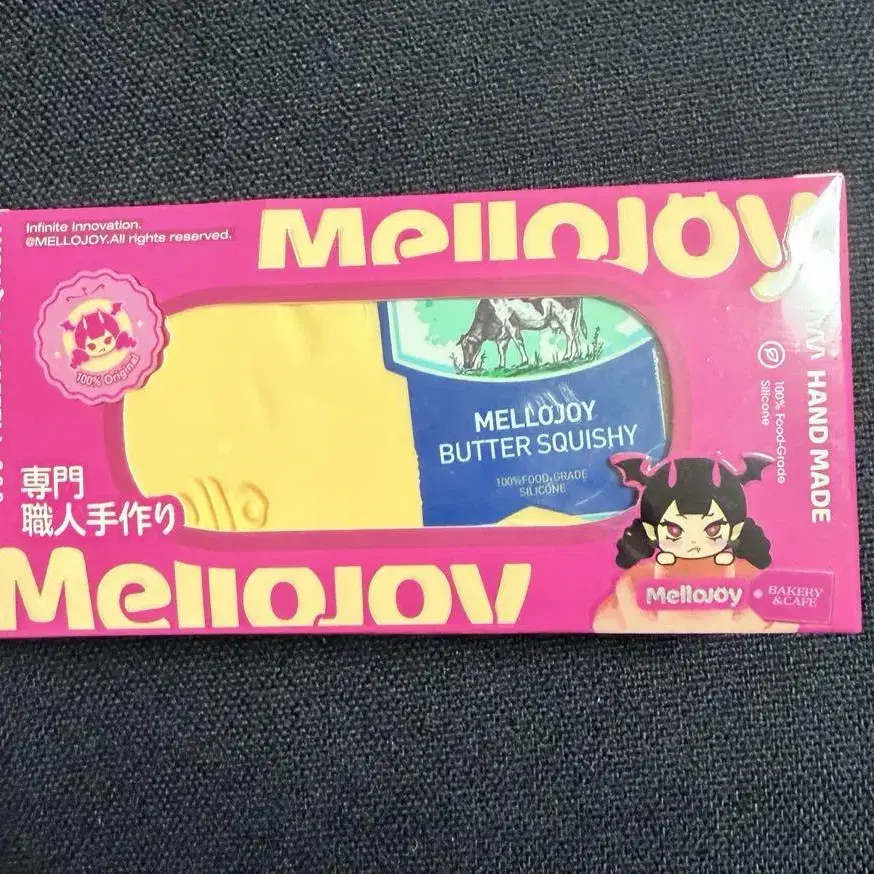 Infinite Innovation.
@MELLOJOY.All rights reserved.
MelloJoy
100% Original
MELLOJOY
BUTTER SQUISHY
100%FOOD-GRADE
SILICONE
専門
職人手作り
MelloJoy
HAND MADE
100% Food-Grade
Silicone
MelloJoy
BAKERY
&CAFE